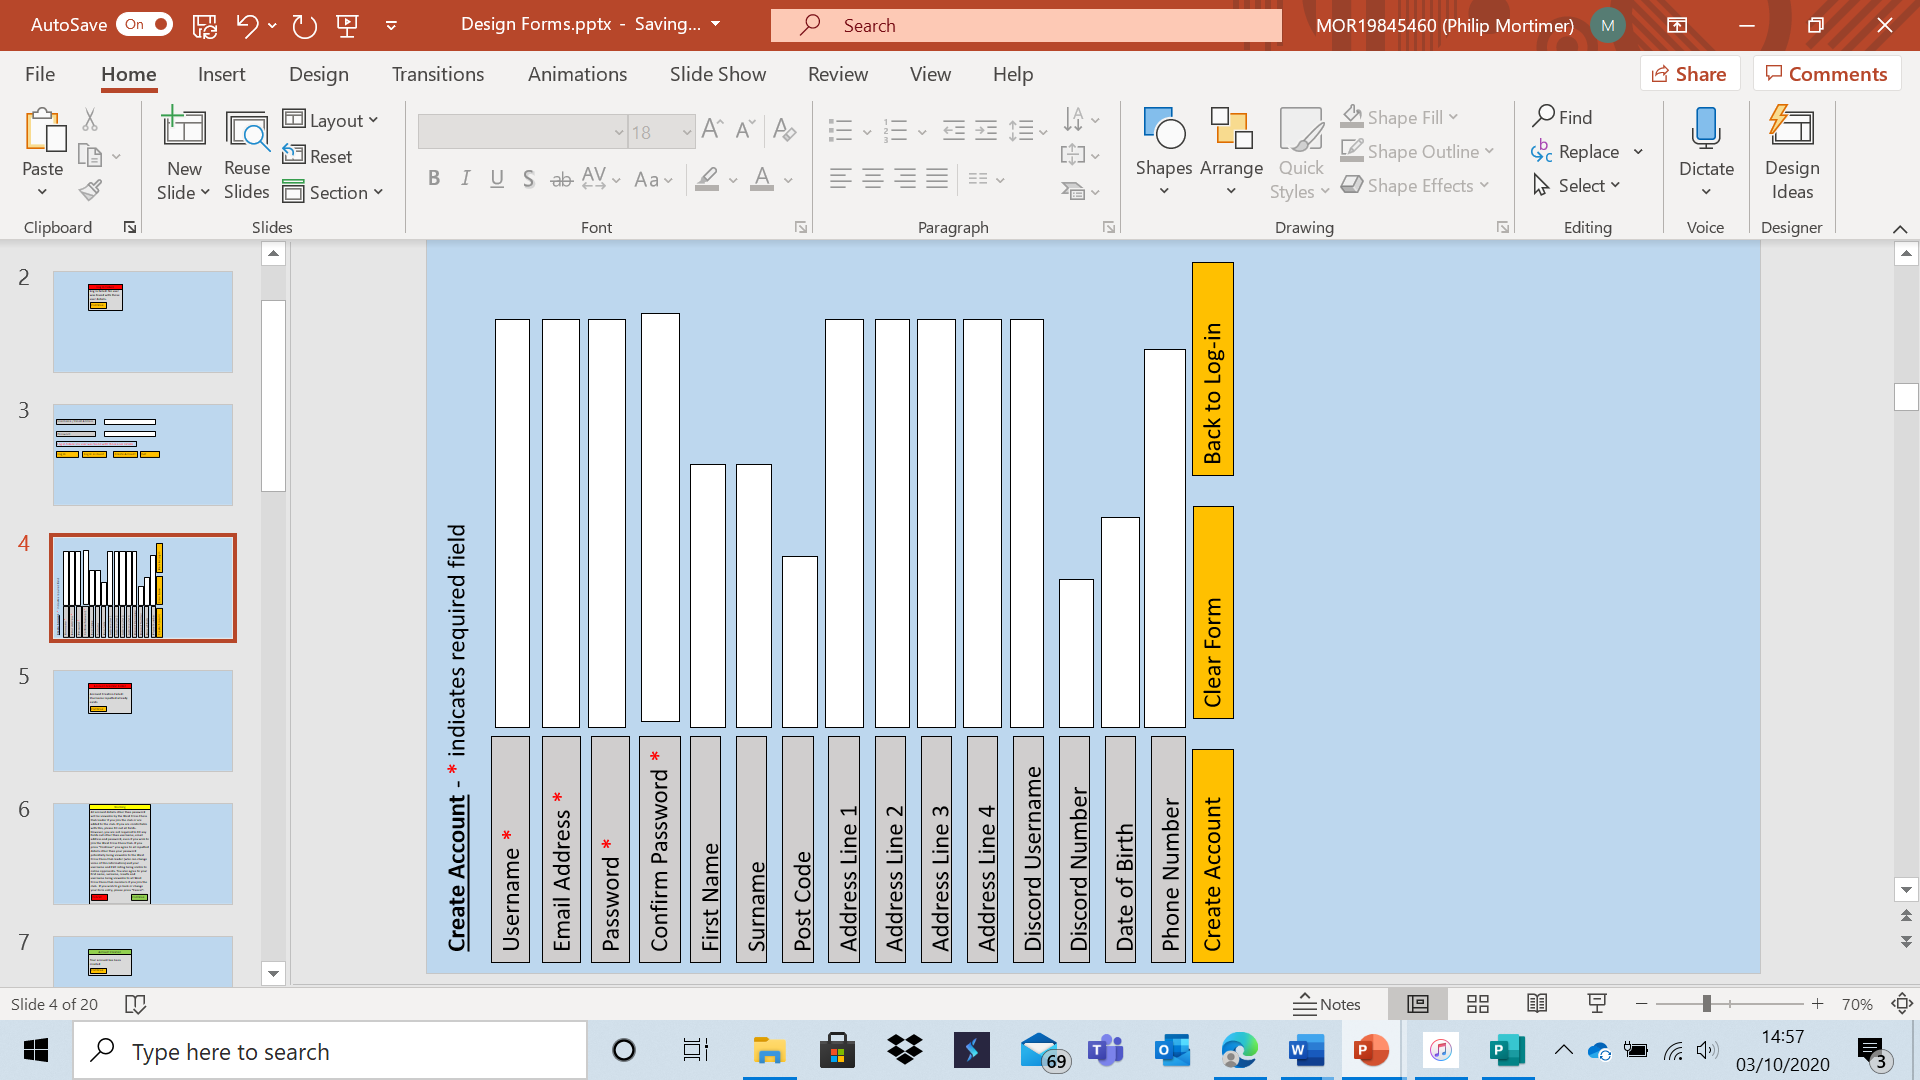 AutoSave On
Design Forms.pptx - Saving...
Search
MOR19845460 (Philip Mortimer)
M
File Home Insert Design Transitions Animations Slide Show Review View Help
Share Comments
Paste
Clipboard
New Slide
Reuse Slides
Layout
Reset
Section
Slides
18
Font
Paragraph
Shapes
Arrange
Quick Styles
Shape Fill
Shape Outline
Shape Effects
Drawing
Find
Replace
Select
Editing
Dictate
Voice
Design Ideas
Designer
2
3
4
5
6
7
Create Account - * indicates required field
Username *
Email Address *
Password *
Confirm Password *
First Name
Surname
Post Code
Address Line 1
Address Line 2
Address Line 3
Address Line 4
Discord Username
Discord Number
Date of Birth
Phone Number
Create Account
Clear Form
Back to Log-in
Slide 4 of 20
Notes
70%
Type here to search
69
14:57
03/10/2020
3